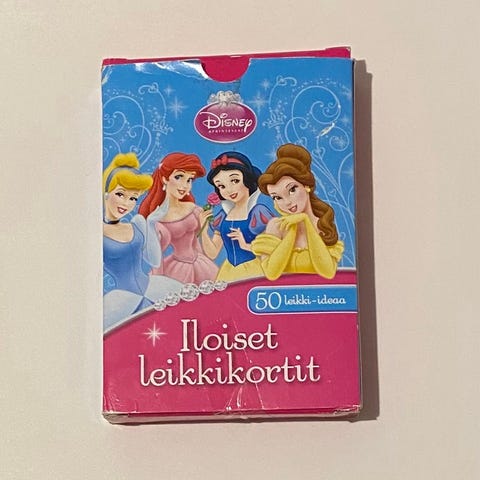 Disney
PRINSESSAT
50 leikki-ideaa
Iloiset
leikkikortit